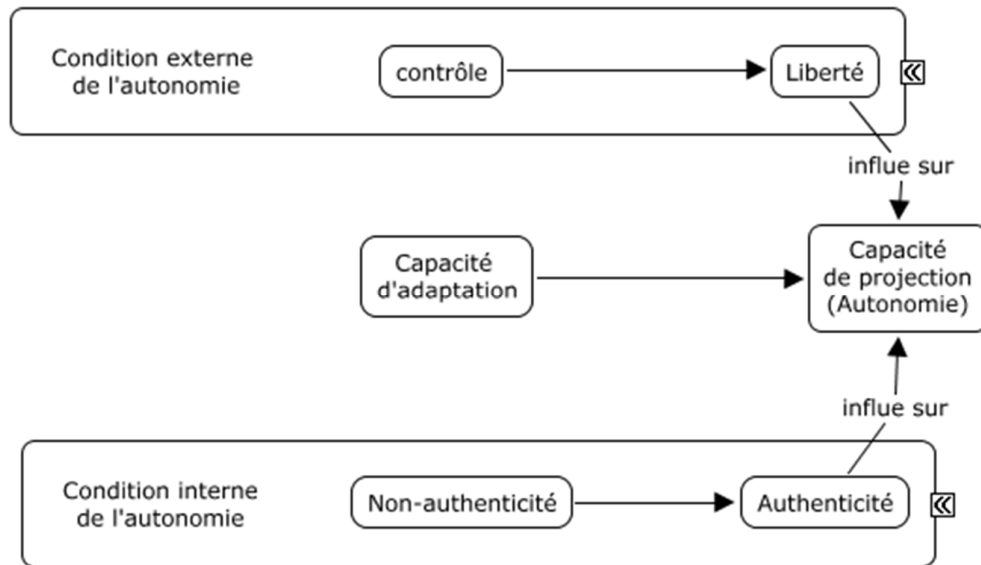 Condition externe
de l'autonomie
contrôle
Liberté
influe sur
Capacité
d'adaptation
Capacité
de projection
(Autonomie)
influe sur
Condition interne
de l'autonomie
Non-authenticité
Authenticité